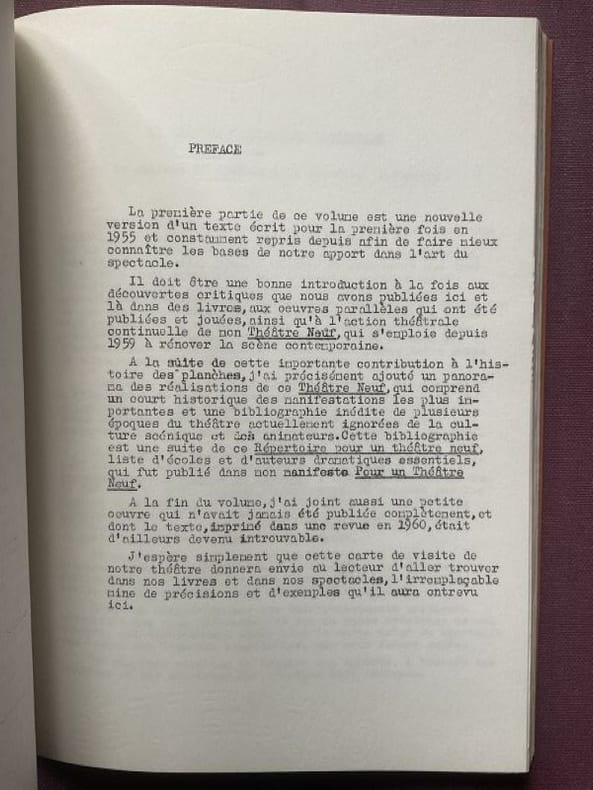 PREFACE
La première partie de ce volume est une nouvelle
version d'un texte écrit pour la première fois en
1955 et constamment repris depuis afin de faire mieux
connaître les bases de notre apport dans l'art du
spectacle.
Il doit être une bonne introduction à la fois aux
découvertes critiques que nous avons publiées ici et
là dans des livres,aux oeuvres parallèles qui ont été
publiées et jouées,ainsi qu'à l'action théâtrale
continuelle de mon Théâtre Neuf,qui s'emploie depuis
1959 à rénover la scène contemporaine.
A la suite de cette importante contribution à l'his-
toire des planches,j'ai précisément ajouté un panora-
ma des réalisations de ce Théâtre Neuf,qui comprend
un court historique des manifestations les plus im-
portantes et une bibliographie inédite de plusieurs
époques du théâtre actuellement ignorées de la cul-
ture scénique et des animateurs.Cette bibliographie
est une suite de ce Répertoire pour un théâtre neuf,
liste d'écoles et d'auteurs dramatiques essentiels,
qui fut publié dans mon manifeste Pour un Théâtre
Neuf.
A la fin du volume,j'ai joint aussi une petite
oeuvre qui n'avait jamais été publiée complètement,et
dont le texte,imprimé dans une revue en 1960,était
d'ailleurs devenu introuvable.
J'espère simplement que cette carte de visite de
notre théâtre donnera envie au lecteur d'aller trouver
dans nos livres et dans nos spectacles,l'irremplaçable
mine de précisions et d'exemples qu'il aura entrevu
ici.